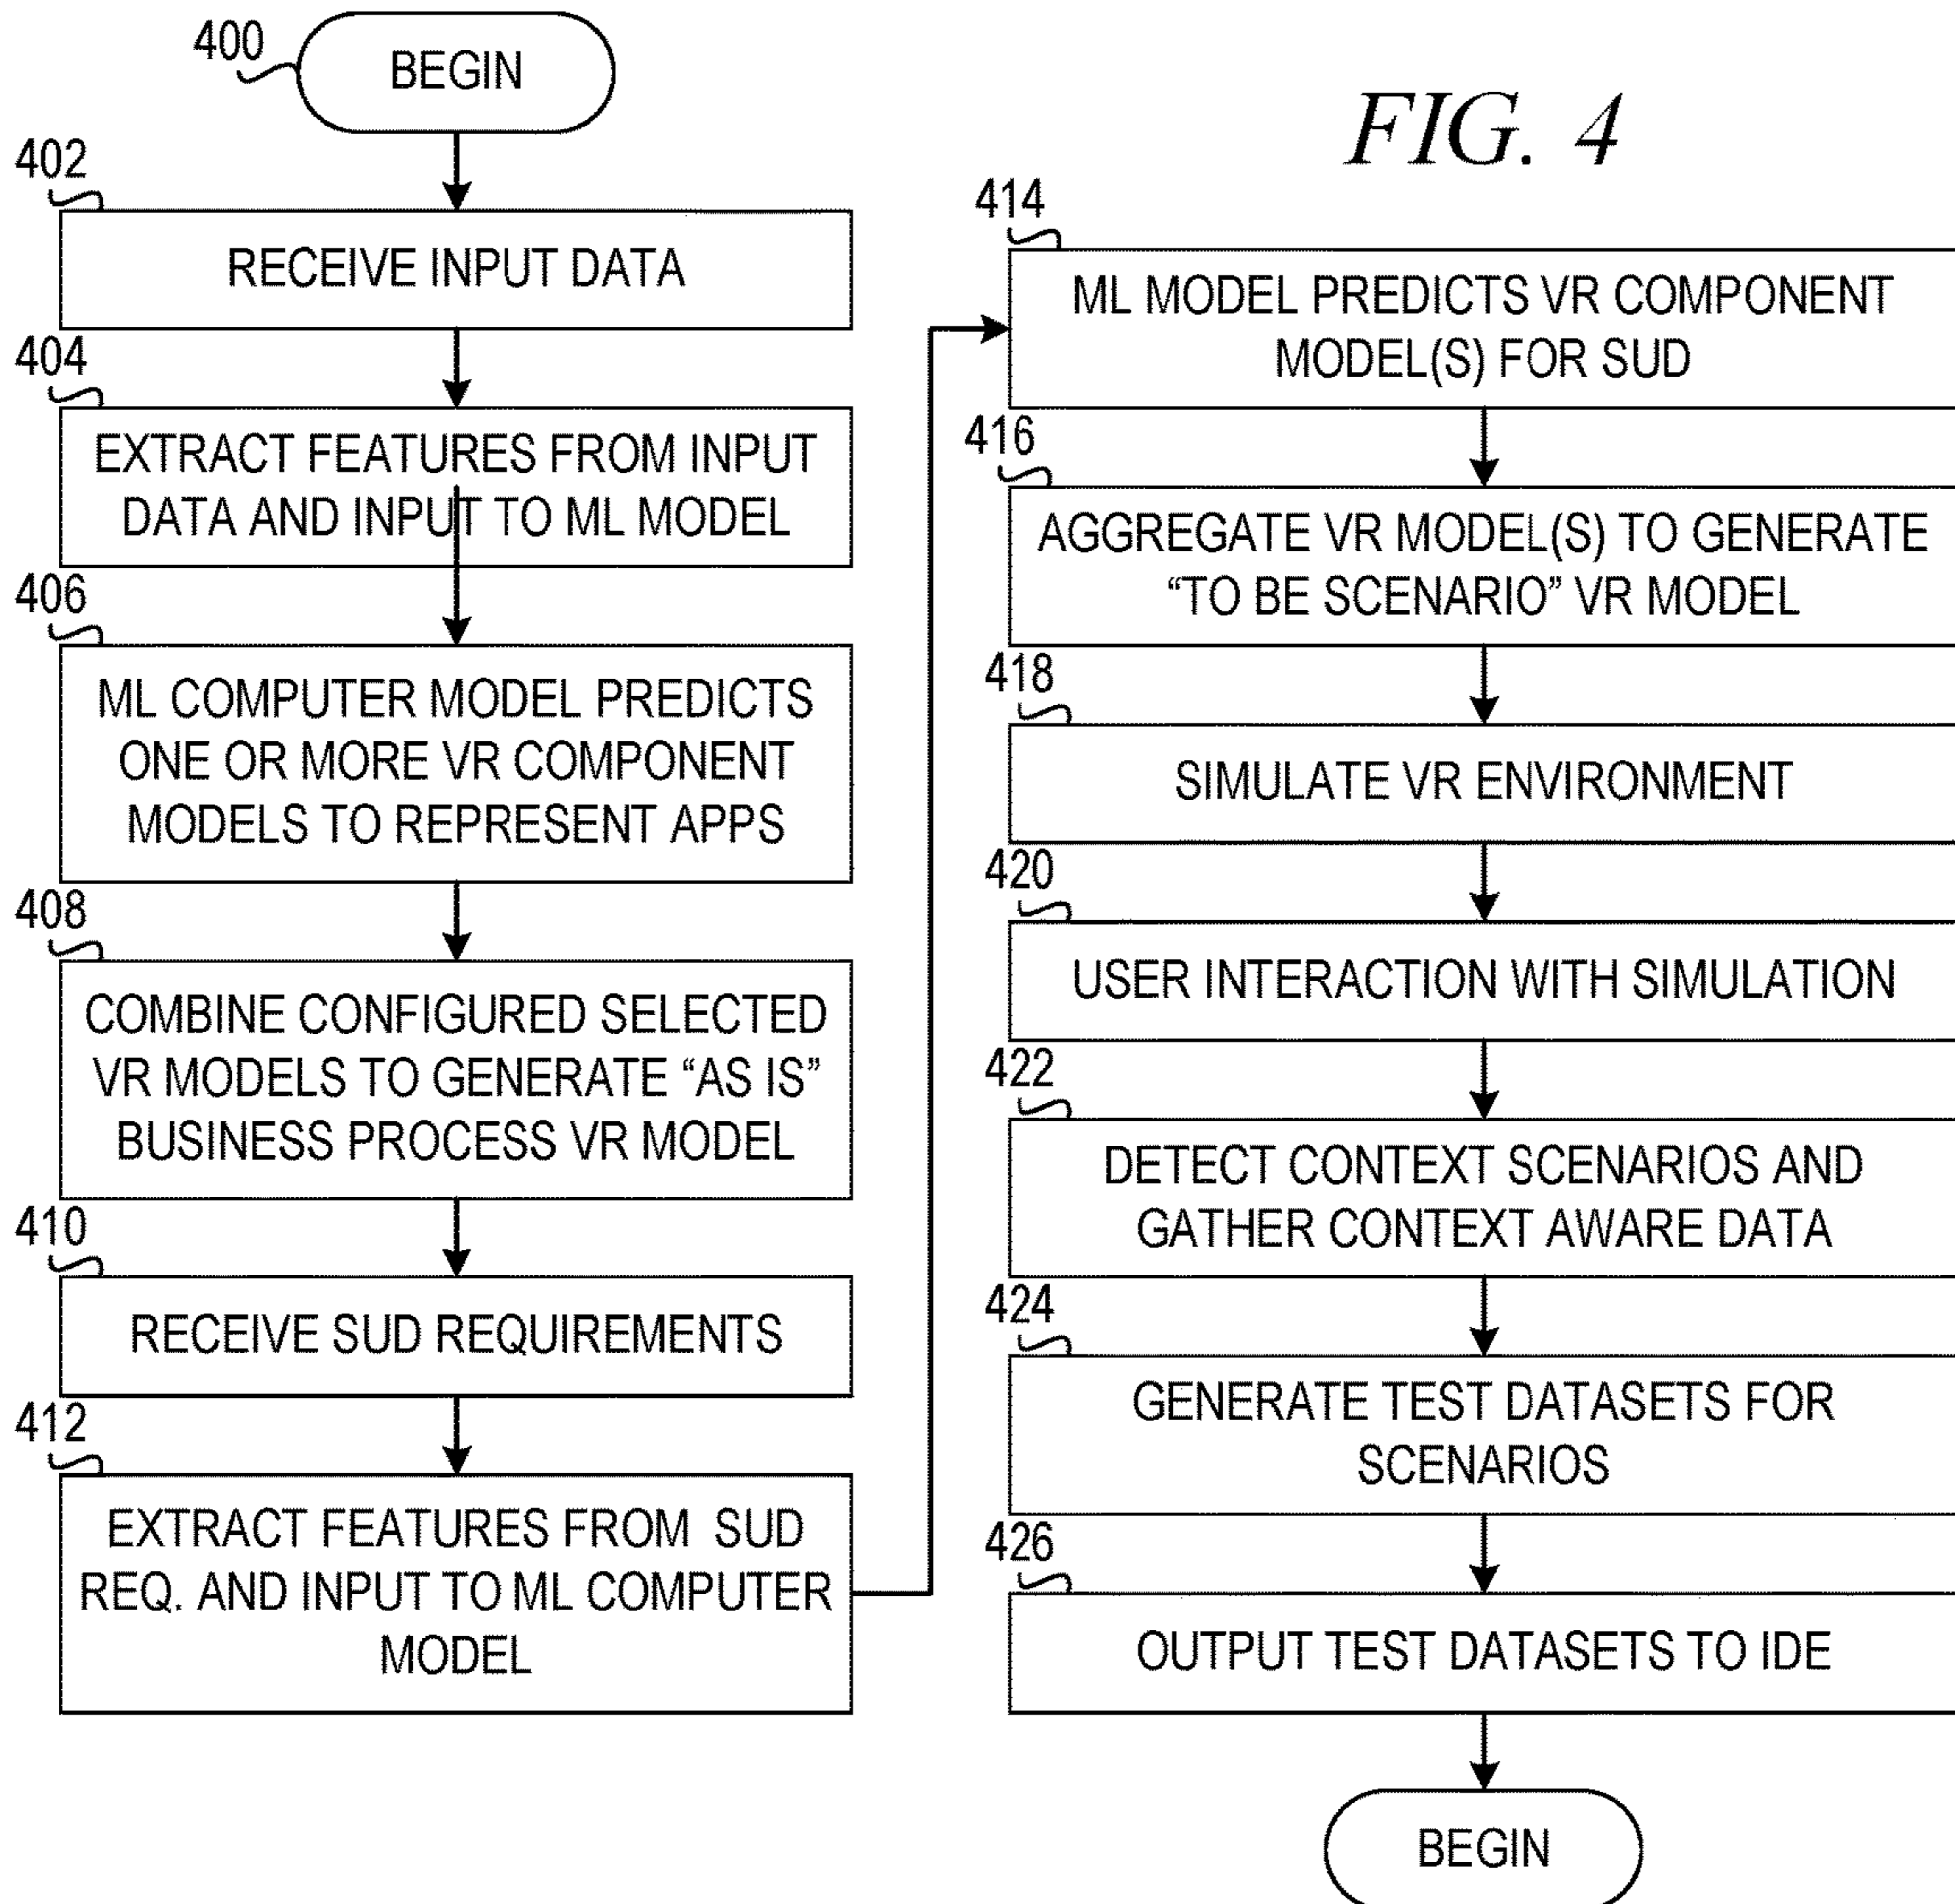 400
BEGIN
402
RECEIVE INPUT DATA
404
EXTRACT FEATURES FROM INPUT
DATA AND INPUT TO ML MODEL
406
ML COMPUTER MODEL PREDICTS
ONE OR MORE VR COMPONENT
MODELS TO REPRESENT APPS
408
COMBINE CONFIGURED SELECTED
VR MODELS TO GENERATE “AS IS”
BUSINESS PROCESS VR MODEL
410
RECEIVE SUD REQUIREMENTS
412
EXTRACT FEATURES FROM SUD
REQ. AND INPUT TO ML COMPUTER
MODEL
FIG. 4
414
ML MODEL PREDICTS VR COMPONENT
MODEL(S) FOR SUD
416
AGGREGATE VR MODEL(S) TO GENERATE
“TO BE SCENARIO” VR MODEL
418
SIMULATE VR ENVIRONMENT
420
USER INTERACTION WITH SIMULATION
422
DETECT CONTEXT SCENARIOS AND
GATHER CONTEXT AWARE DATA
424
GENERATE TEST DATASETS FOR
SCENARIOS
426
OUTPUT TEST DATASETS TO IDE
BEGIN